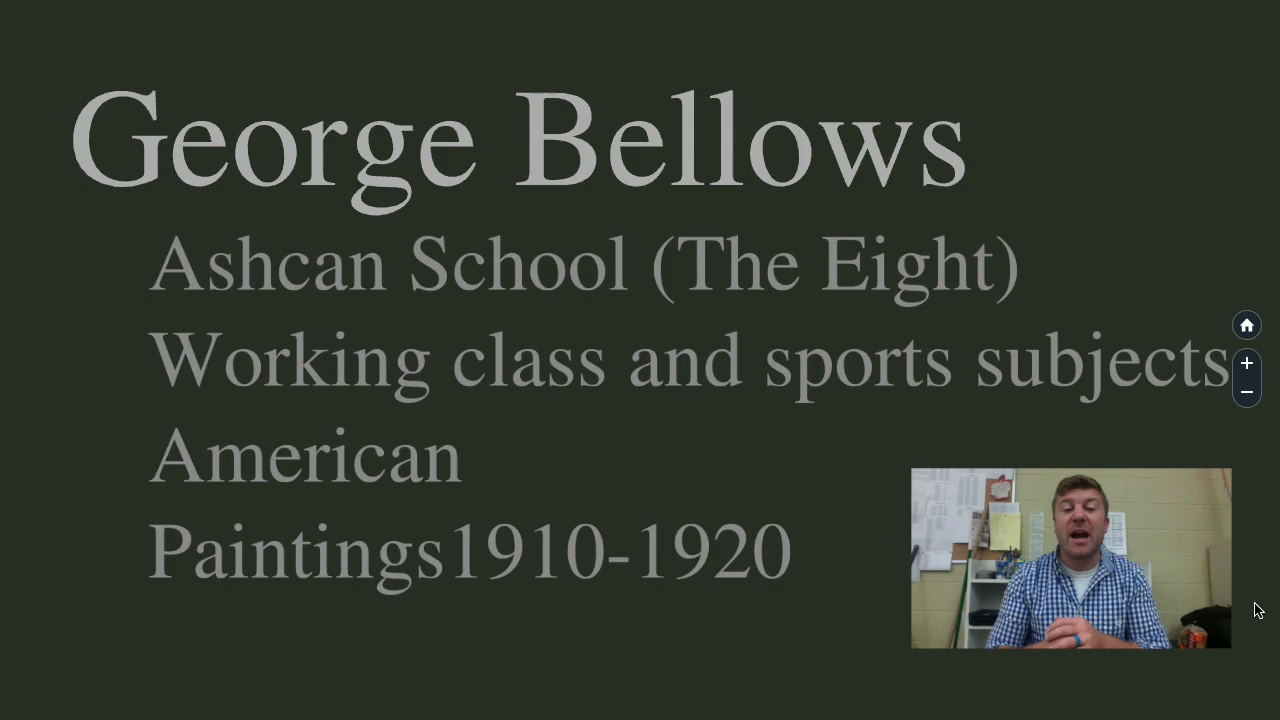 George Bellows
Ashcan School (The Eight)
Working class and sports subjects
American
Paintings1910-1920